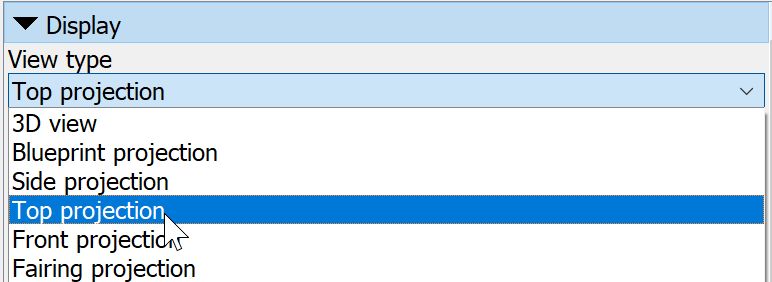 Display
View type
Top projection
3D view
Blueprint projection
Side projection
Top projection
Front projection
Fairing projection